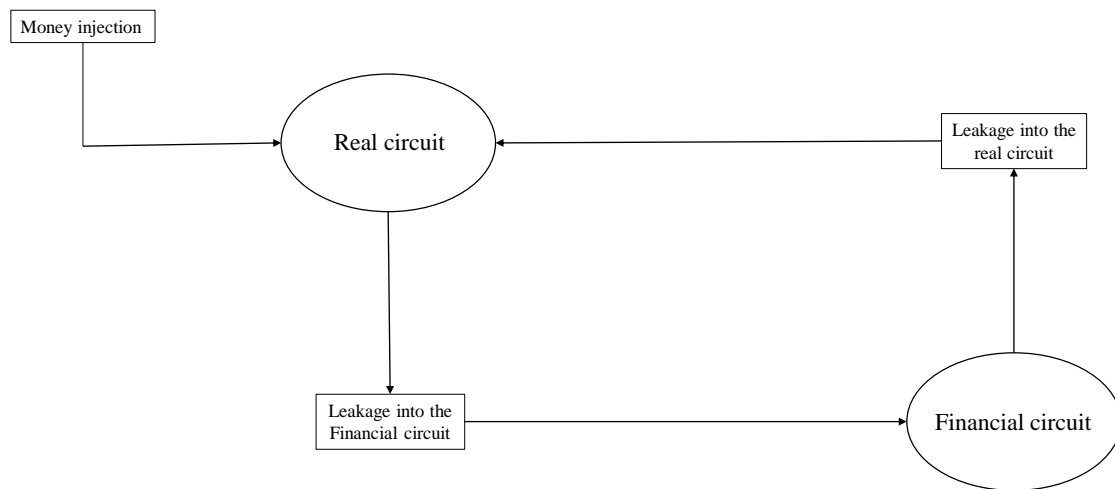 Money injection
Real circuit
Leakage into the
real circuit
Leakage into the
Financial circuit
Financial circuit